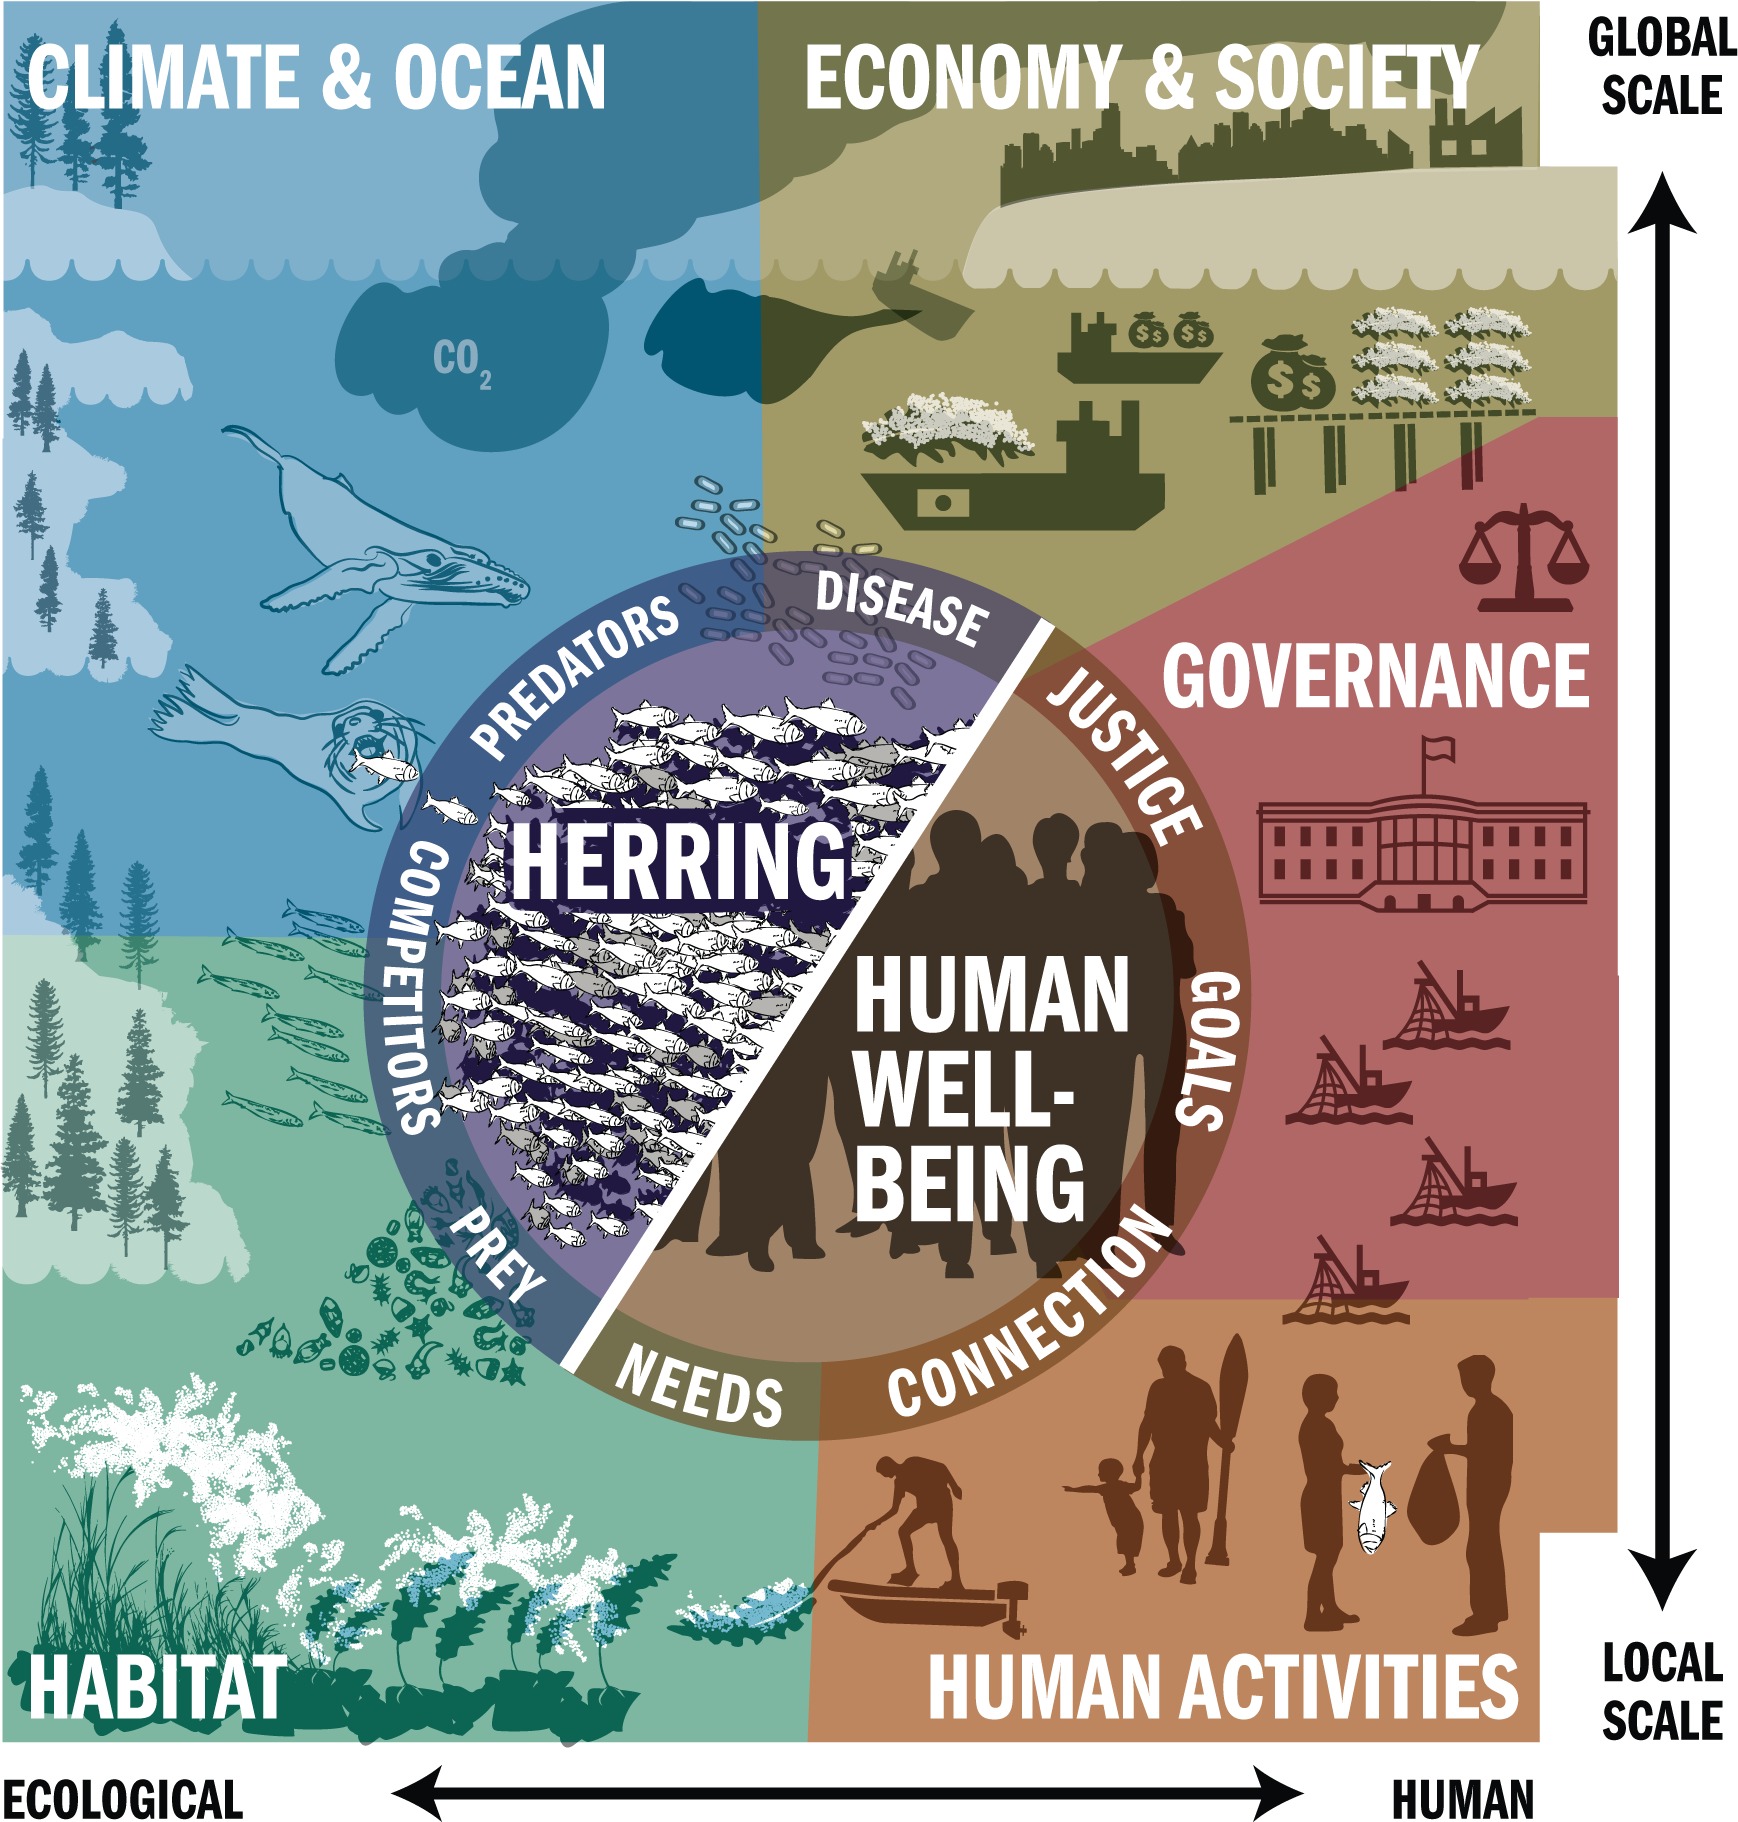 CLIMATE & OCEAN
ECONOMY & SOCIETY
GLOBAL
SCALE
CO2
$$
$$
$$
DISEASE
PREDATORS
COMPETITORS
PREY
HERRING
JUSTICE
GOALS
CONNECTION
NEEDS
HUMAN
WELL-
BEING
GOVERNANCE
HABITAT
HUMAN ACTIVITIES
LOCAL
SCALE
ECOLOGICAL
HUMAN